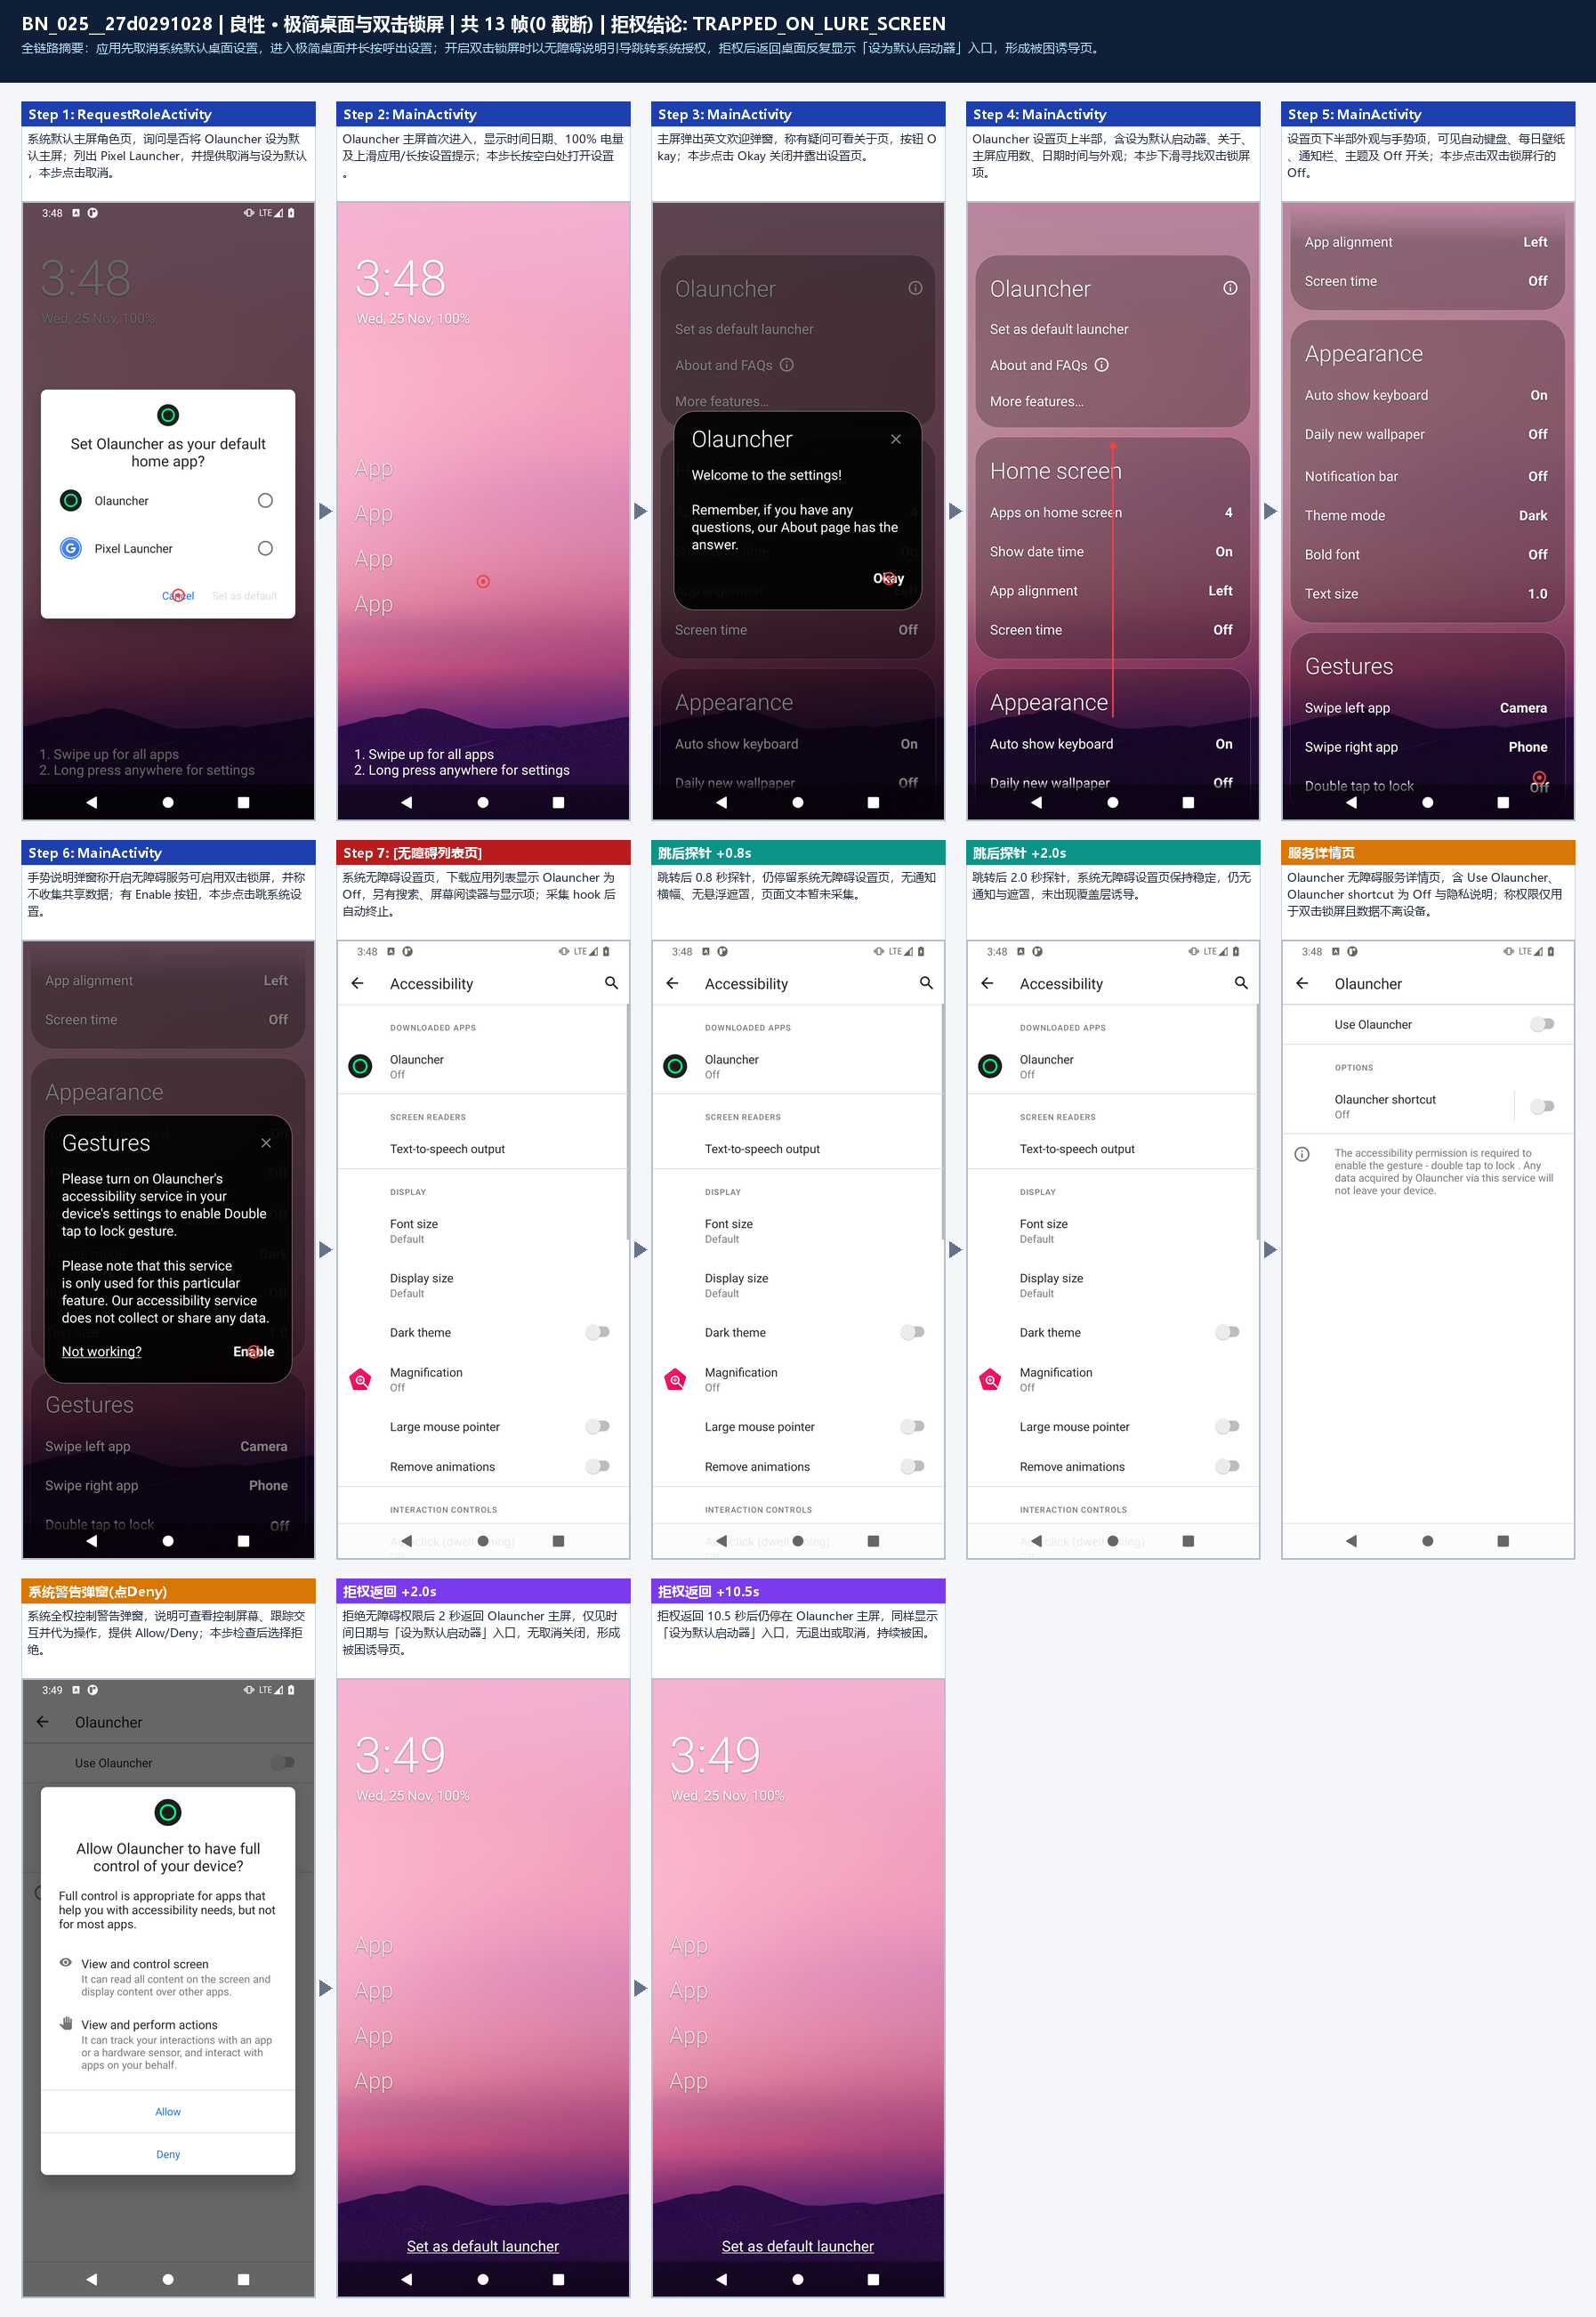 BN_025__27d0291028 | 良性 • 极简桌面与双击锁屏 | 共 13 帧(0 截断) | 拒权结论: TRAPPED_ON_LURE_SCREEN
全链路摘要：应用先取消系统默认桌面设置，进入极简桌面并长按呼出设置；开启双击锁屏时以无障碍说明引导跳转系统授权，拒权后返回桌面反复显示「设为默认启动器」入口，形成被困诱导页。
Step 1: RequestRoleActivity
系统默认主屏角色页，询问是否将 Olauncher 设为默
认主屏；列出 Pixel Launcher，并提供取消与设为默认
，本步点击取消。
3:48
LTE
3:48
Wed, 25 Nov, 100%
Set Olauncher as your default
home app?
Olauncher
Pixel Launcher
Cancel
Set as default
1. Swipe up for all apps
2. Long press anywhere for settings
Step 2: MainActivity
Olauncher 主屏首次进入，显示时间日期、100% 电量
及上滑应用/长按设置提示；本步长按空白处打开设置
。
3:48
Wed, 25 Nov, 100%
App
App
App
App
1. Swipe up for all apps
2. Long press anywhere for settings
Step 3: MainActivity
主屏弹出英文欢迎弹窗，称有疑问可看关于页，按钮 O
kay；本步点击 Okay 关闭并露出设置页。
Olauncher
Set as default launcher
About and FAQs
More features...
Olauncher
Welcome to the settings!
Remember, if you have any
questions, our About page has the
answer.
Okay
Screen time
Off
Appearance
Auto show keyboard
On
Daily new wallpaper
Off
Step 4: MainActivity
Olauncher 设置页上半部，含设为默认启动器、关于、
主屏应用数、日期时间与外观；本步下滑寻找双击锁屏
项。
Olauncher
Set as default launcher
About and FAQs
More features...
Home screen
Apps on home screen
4
Show date time
On
App alignment
Left
Screen time
Off
Appearance
Auto show keyboard
On
Daily new wallpaper
Off
Step 5: MainActivity
设置页下半部外观与手势项，可见自动键盘、每日壁纸
、通知栏、主题及 Off 开关；本步点击双击锁屏行的
Off。
App alignment
Left
Screen time
Off
Appearance
Auto show keyboard
On
Daily new wallpaper
Off
Notification bar
Off
Theme mode
Dark
Bold font
Off
Text size
1.0
Gestures
Swipe left app
Camera
Swipe right app
Phone
Double tap to lock
Off
Step 6: MainActivity
手势说明弹窗称开启无障碍服务可启用双击锁屏，并称
不收集共享数据；有 Enable 按钮，本步点击跳系统设
置。
App alignment
Left
Screen time
Off
Appearance
Gestures
Please turn on Olauncher's
accessibility service in your
device's settings to enable Double
tap to lock gesture.
Please note that this service
is only used for this particular
feature. Our accessibility service
does not collect or share any data.
Not working?
Enable
Gestures
Swipe left app
Camera
Swipe right app
Phone
Double tap to lock
Off
Step 7: [无障碍列表页]
系统无障碍设置页，下载应用列表显示 Olauncher 为
Off，另有搜索、屏幕阅读器与显示项；采集 hook 后
自动终止。
3:48
LTE
Accessibility
DOWNLOADED APPS
Olauncher
Off
SCREEN READERS
Text-to-speech output
DISPLAY
Font size
Default
Display size
Default
Dark theme
Magnification
Off
Large mouse pointer
Remove animations
INTERACTION CONTROLS
跳后探针 +0.8s
跳转后 0.8 秒探针，仍停留系统无障碍设置页，无通知
横幅、无悬浮遮罩，页面文本暂未采集。
3:48
LTE
Accessibility
DOWNLOADED APPS
Olauncher
Off
SCREEN READERS
Text-to-speech output
DISPLAY
Font size
Default
Display size
Default
Dark theme
Magnification
Off
Large mouse pointer
Remove animations
INTERACTION CONTROLS
跳后探针 +2.0s
跳转后 2.0 秒探针，系统无障碍设置页保持稳定，仍无
通知与遮罩，未出现覆盖层诱导。
3:48
LTE
Accessibility
DOWNLOADED APPS
Olauncher
Off
SCREEN READERS
Text-to-speech output
DISPLAY
Font size
Default
Display size
Default
Dark theme
Magnification
Off
Large mouse pointer
Remove animations
INTERACTION CONTROLS
服务详情页
Olauncher 无障碍服务详情页，含 Use Olauncher、
Olauncher shortcut 为 Off 与隐私说明；称权限仅用
于双击锁屏且数据不离设备。
3:48
LTE
Olauncher
Use Olauncher
OPTIONS
Olauncher shortcut
Off
The accessibility permission is required to
enable the gesture - double tap to lock . Any
data acquired by Olauncher via this service will
not leave your device.
系统警告弹窗(点Deny)
系统全权控制警告弹窗，说明可查看控制屏幕、跟踪交
互并代为操作，提供 Allow/Deny；本步检查后选择拒
绝。
3:49
LTE
Olauncher
Use Olauncher
Allow Olauncher to have full
control of your device?
Full control is appropriate for apps that
help you with accessibility needs, but not
for most apps.
View and control screen
It can read all content on the screen and
display content over other apps.
View and perform actions
It can track your interactions with an app
or a hardware sensor, and interact with
apps on your behalf.
Allow
Deny
拒权返回 +2.0s
拒绝无障碍权限后 2 秒返回 Olauncher 主屏，仅见时
间日期与「设为默认启动器」入口，无取消关闭，形成
被困诱导页。
3:49
Wed, 25 Nov, 100%
App
App
App
App
Set as default launcher
拒权返回 +10.5s
拒权返回 10.5 秒后仍停在 Olauncher 主屏，同样显示
「设为默认启动器」入口，无退出或取消，持续被困。
3:49
Wed, 25 Nov, 100%
App
App
App
App
Set as default launcher